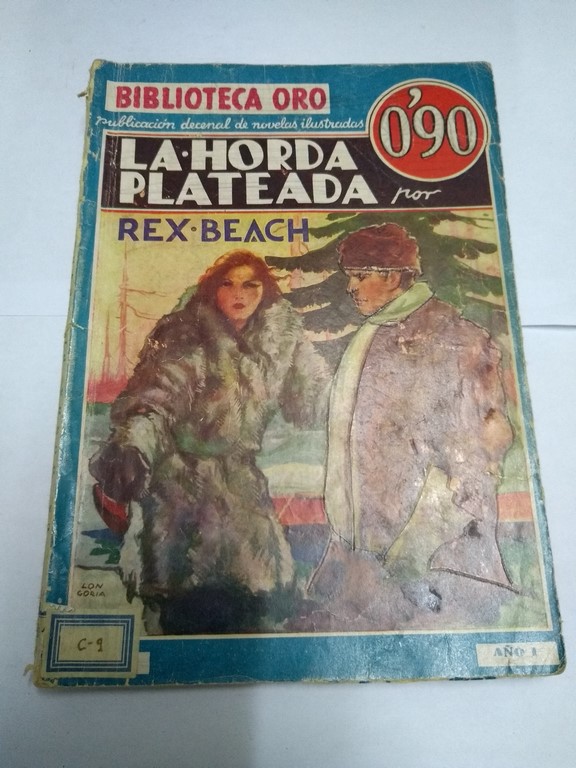 BIBLIOTECA ORO
publicación decenal de novelas ilustradas
0'90
LA·HORDA
PLATEADA por
REX·BEACH
LON
GORIA
C-9
AÑO I